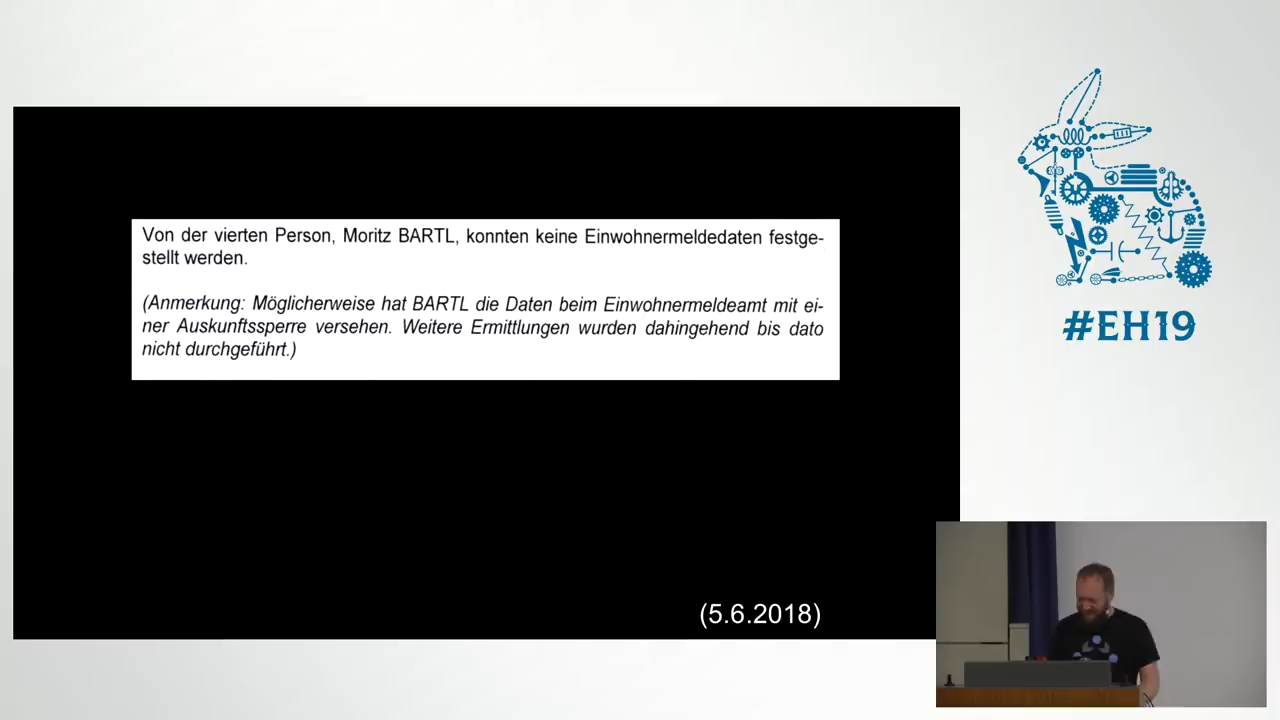 Von der vierten Person, Moritz BARTL, konnten keine Einwohnermeldedaten festge-
stellt werden.
(Anmerkung: Möglicherweise hat BARTL die Daten beim Einwohnermeldeamt mit ei-
ner Auskunftssperre versehen. Weitere Ermittlungen wurden dahingehend bis dato
nicht durchgeführt.)
(5.6.2018)
#EH19